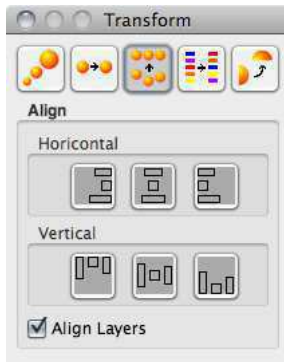 Transform
Align
Horicontal
Vertical
Align Layers